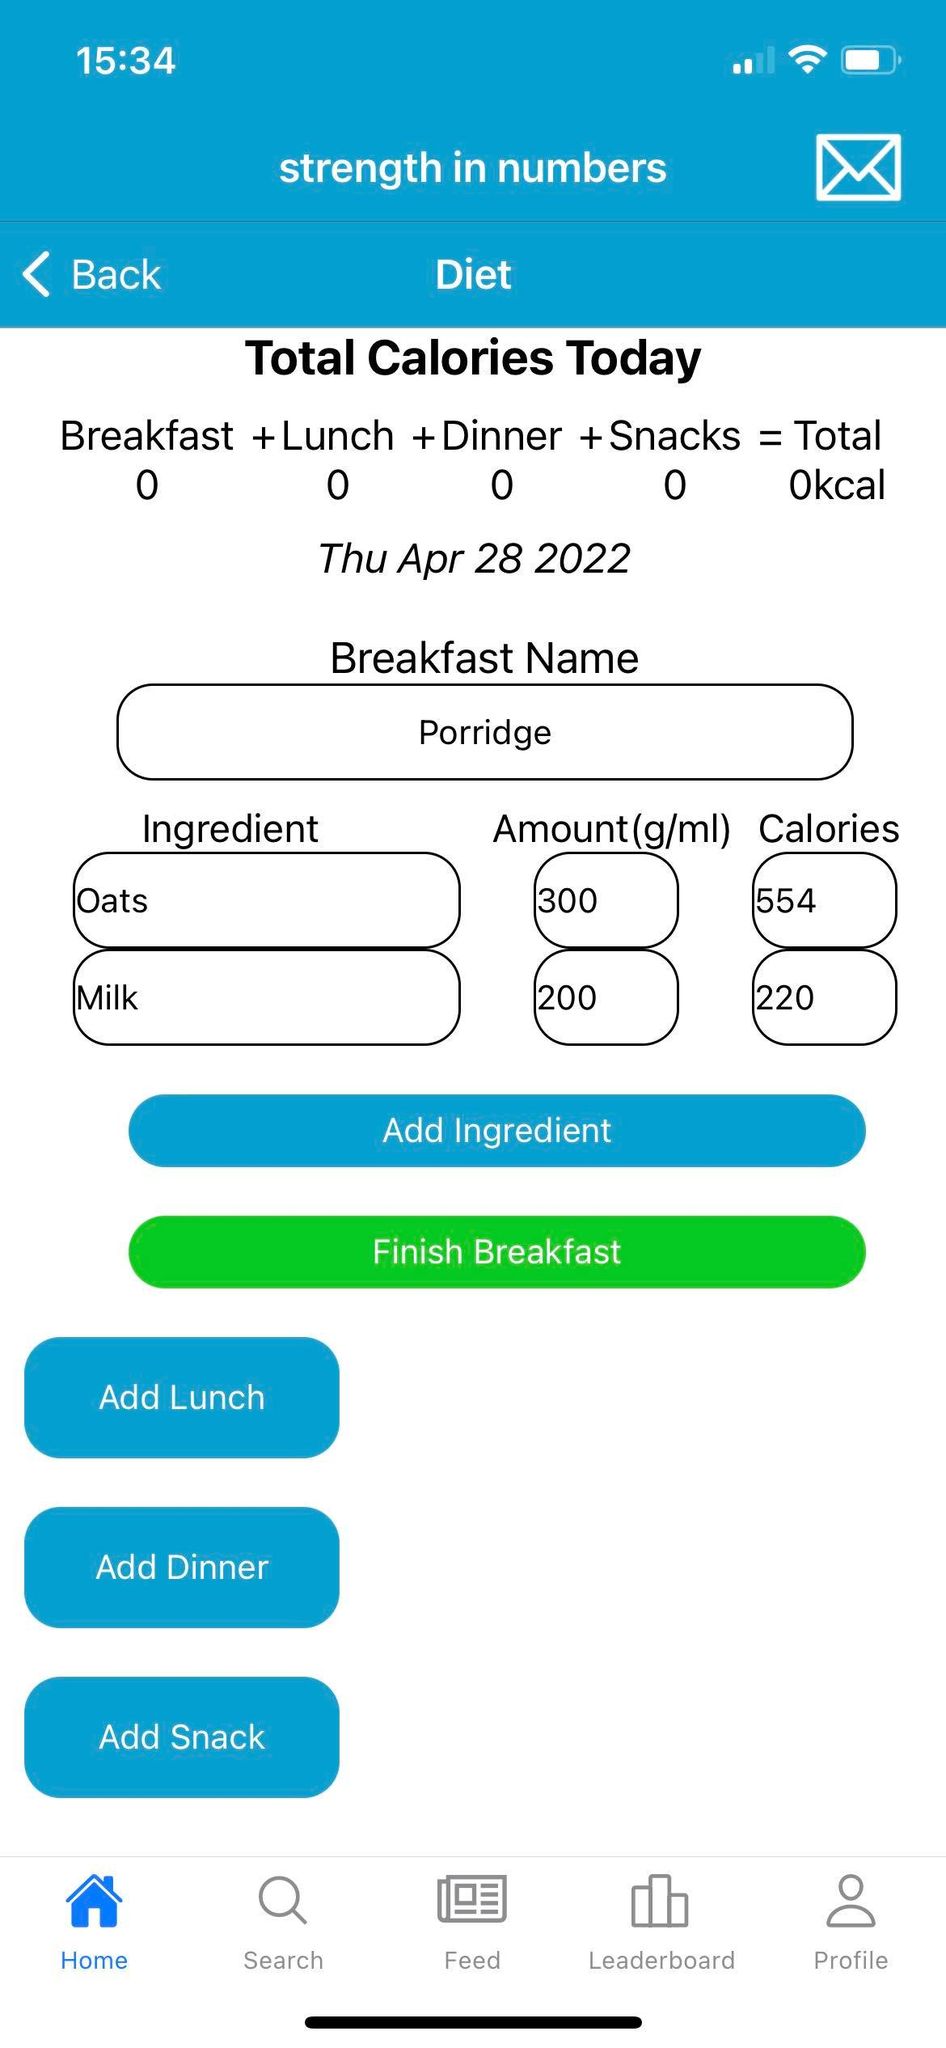 15:34
strength in numbers
Back Diet
Total Calories Today
Breakfast +Lunch +Dinner +Snacks = Total
0 0 0 0 0kcal
Thu Apr 28 2022
Breakfast Name
Porridge
Ingredient Amount(g/ml) Calories
Oats 300 554
Milk 200 220
Add Ingredient
Finish Breakfast
Add Lunch
Add Dinner
Add Snack
Home Search Feed Leaderboard Profile